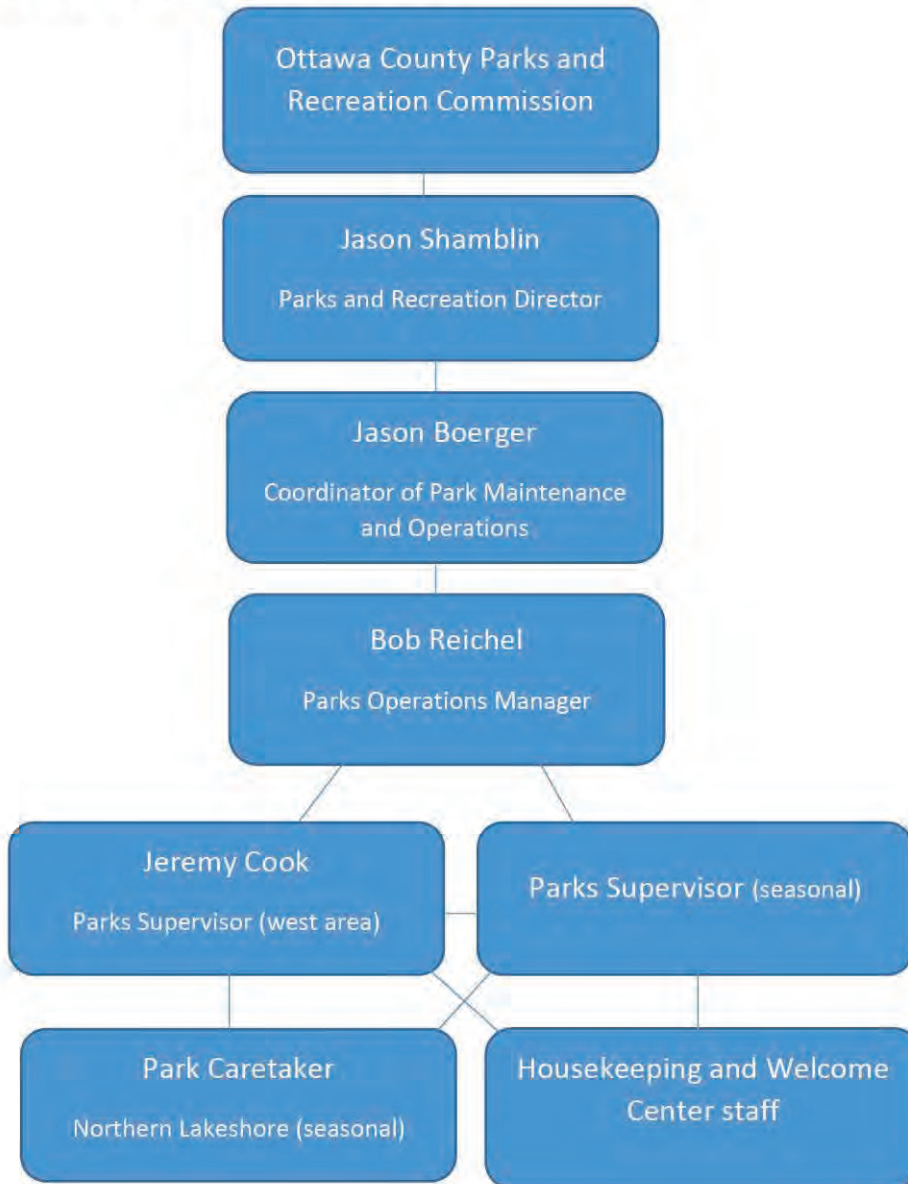 Ottawa County Parks and
Recreation Commission
Jason Shamblin
Parks and Recreation Director
Jason Boerger
Coordinator of Park Maintenance
and Operations
Bob Reichel
Parks Operations Manager
Jeremy Cook
Parks Supervisor (west area)
Parks Supervisor (seasonal)
Park Caretaker
Northern Lakeshore (seasonal)
Housekeeping and Welcome
Center staff